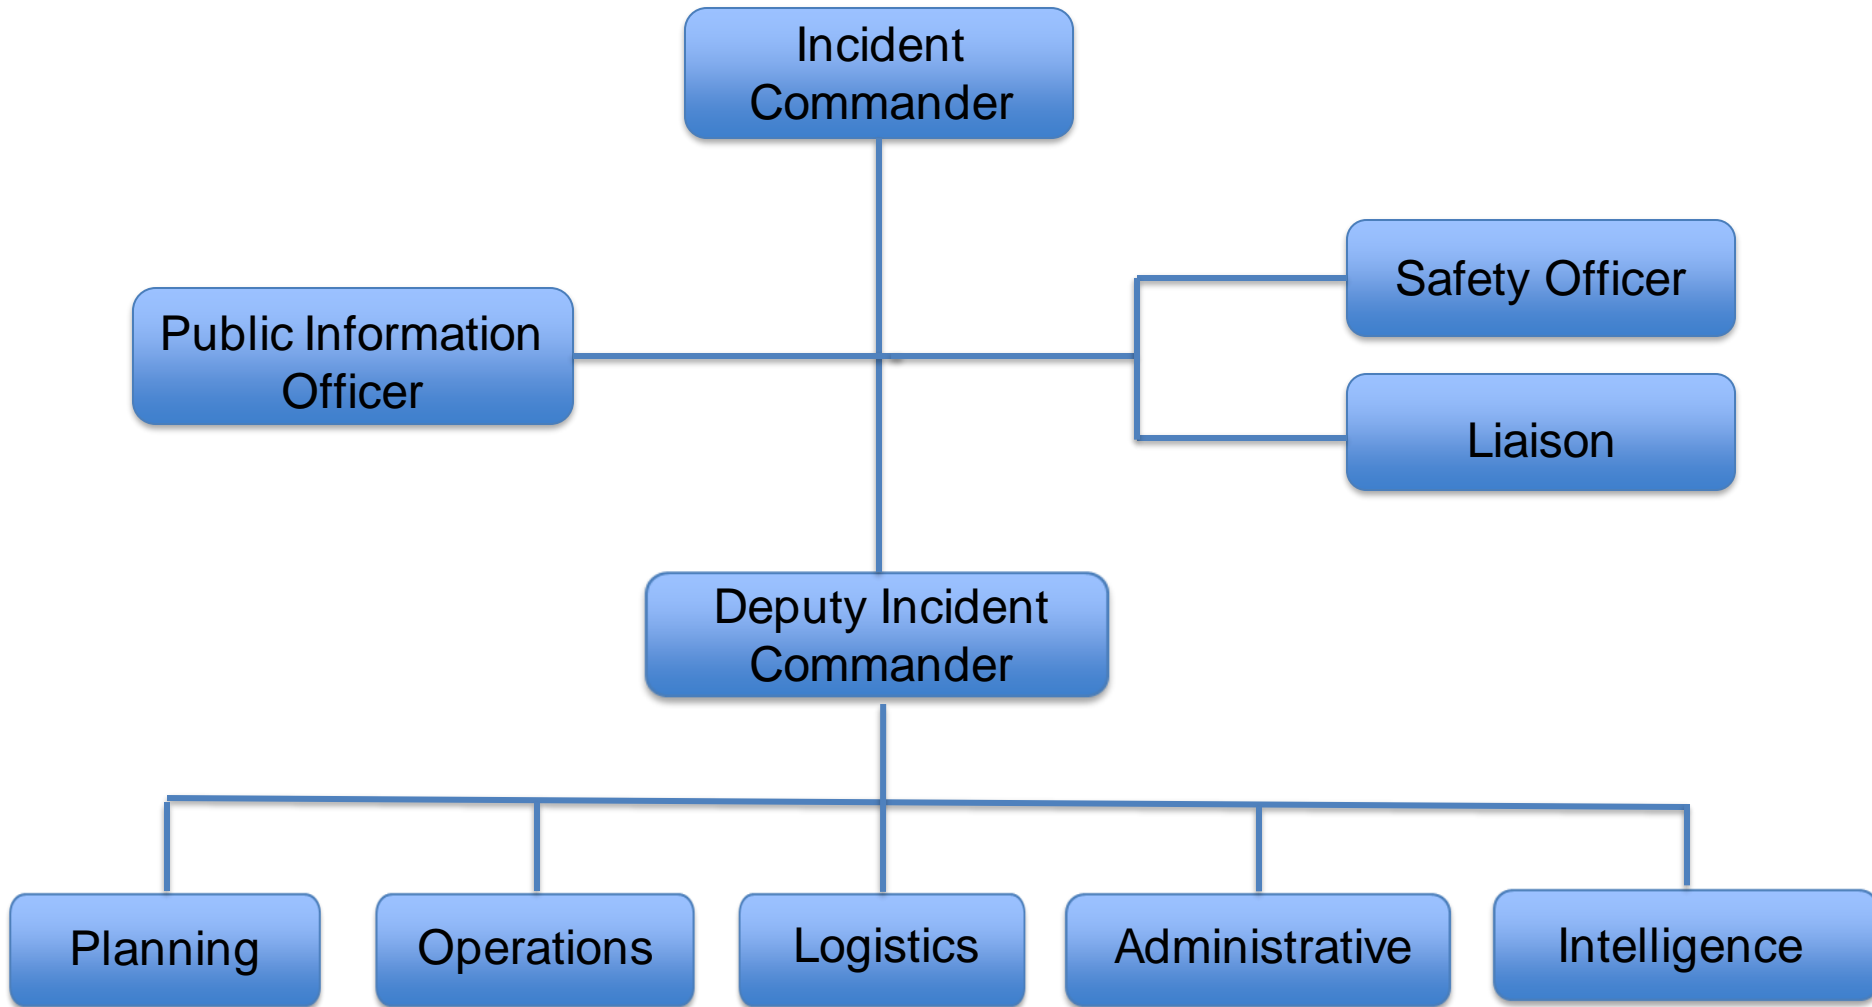 Incident
Commander
Safety Officer
Public Information
Officer
Liaison
Deputy Incident
Commander
Planning
Operations
Logistics
Administrative
Intelligence